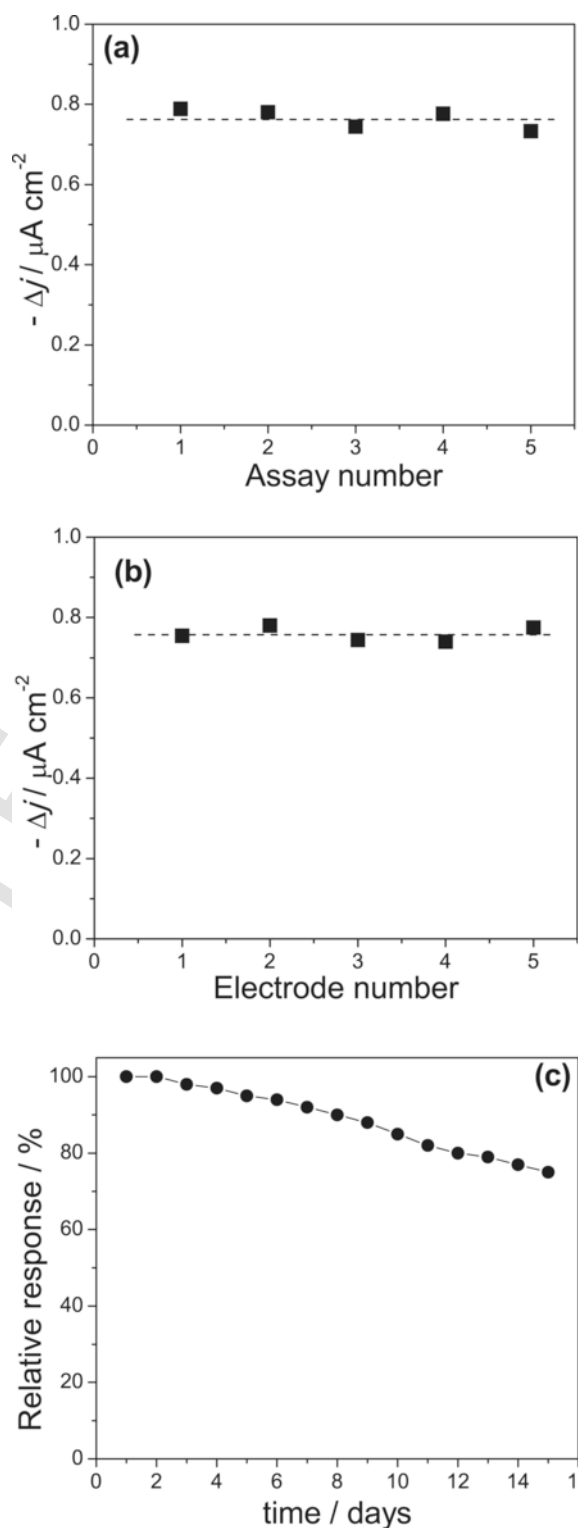 (a)
1.0
0.8
0.6
0.4
0.2
0.0
- Δj / μA cm-2
0 1 2 3 4 5
Assay number
(b)
1.0
0.8
0.6
0.4
0.2
0.0
- Δj / μA cm-2
0 1 2 3 4 5
Electrode number
(c)
100
80
60
40
20
0
Relative response / %
0 2 4 6 8 10 12 14
time / days